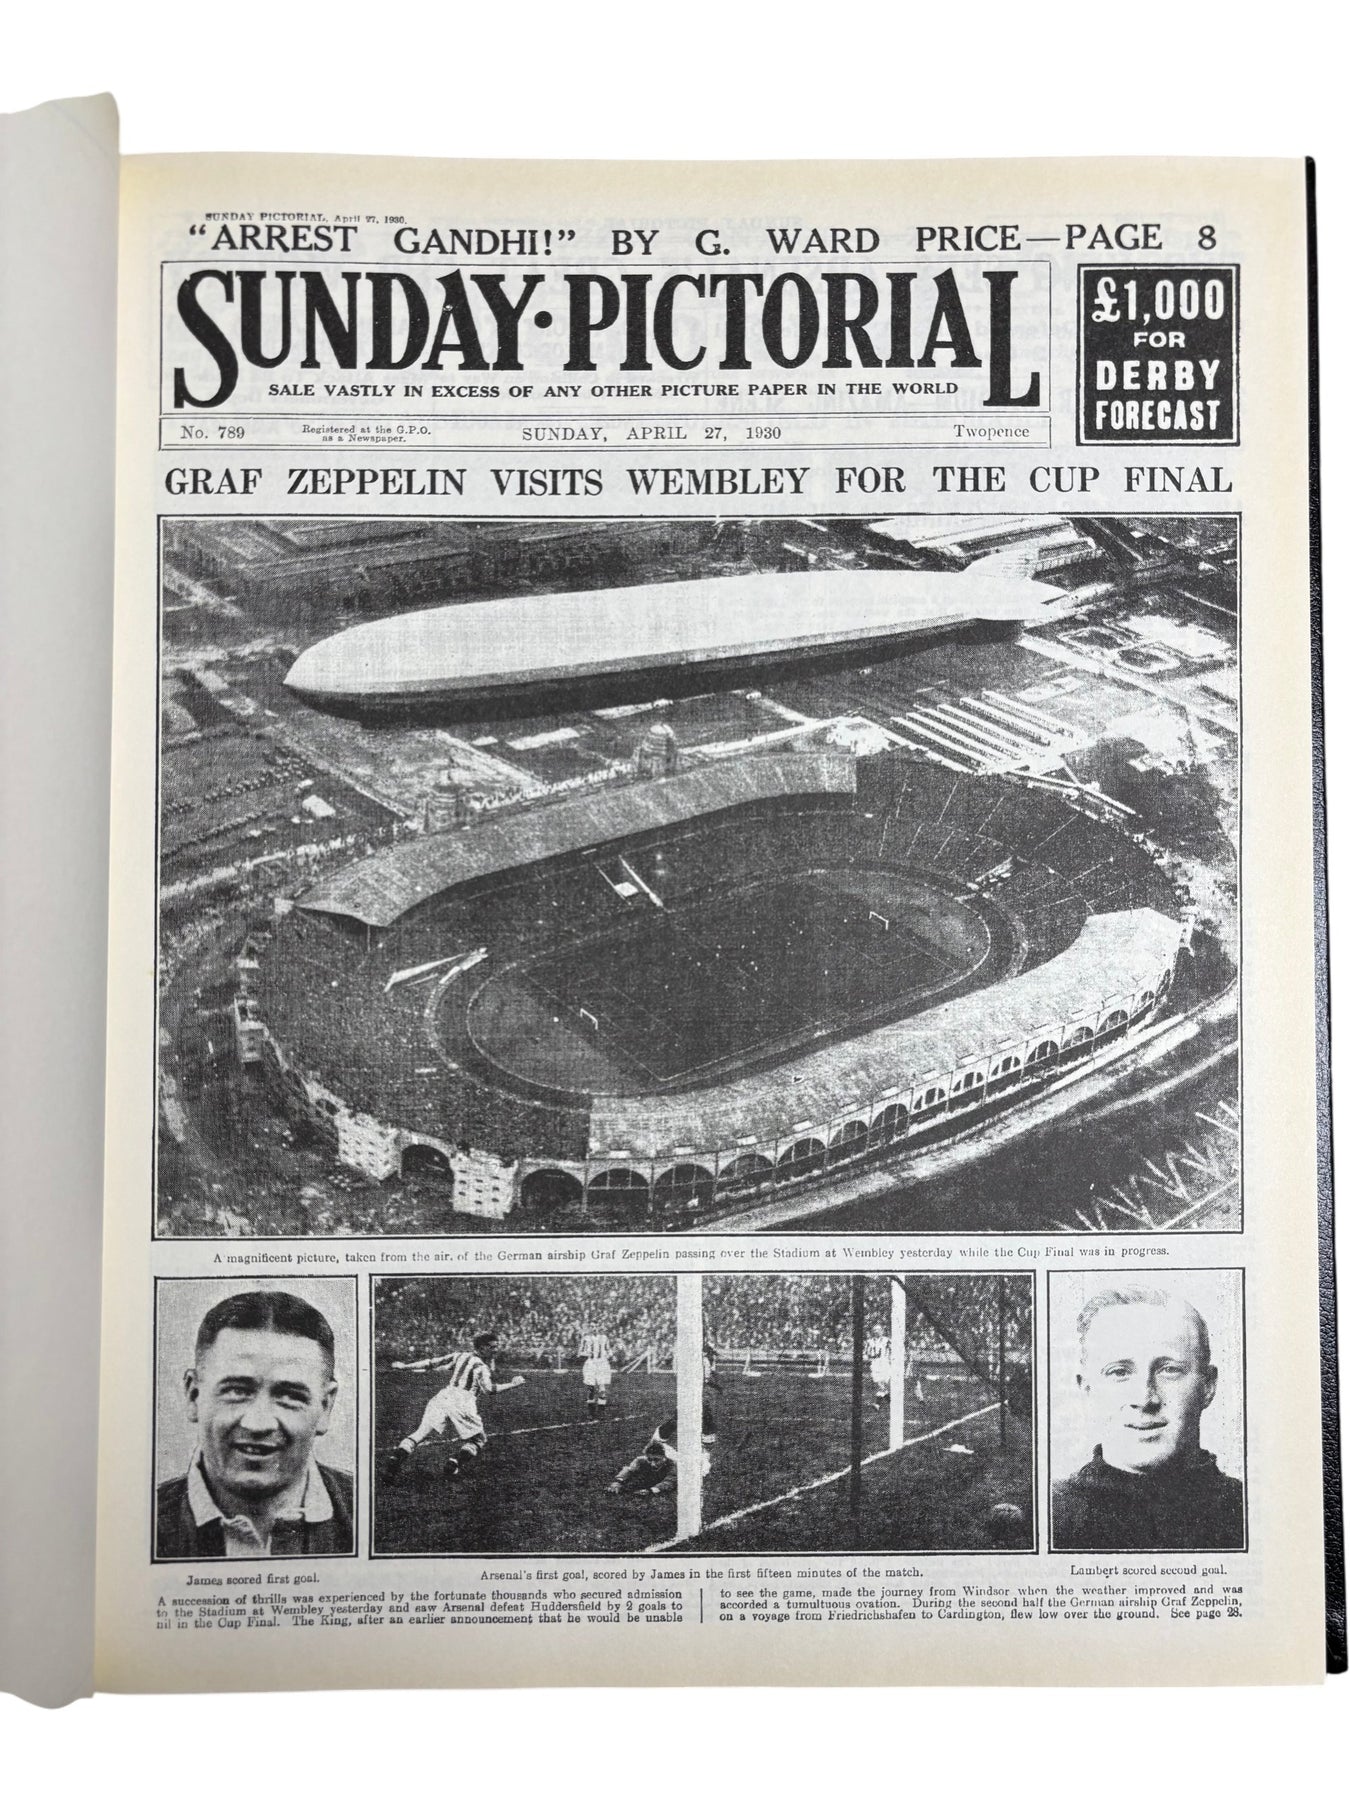 SUNDAY PICTORIAL, April 27, 1930.
“ARREST GANDHI!” BY G. WARD PRICE—PAGE 8
SUNDAY·PICTORIAL
SALE VASTLY IN EXCESS OF ANY OTHER PICTURE PAPER IN THE WORLD
£1,000
FOR
DERBY
FORECAST
No. 789
Registered at the G.P.O.
as a Newspaper.
SUNDAY, APRIL 27, 1930
Twopence
GRAF ZEPPELIN VISITS WEMBLEY FOR THE CUP FINAL
A magnificent picture, taken from the air, of the German airship Graf Zeppelin passing over the Stadium at Wembley yesterday while the Cup Final was in progress.
James scored first goal.
Arsenal's first goal, scored by James in the first fifteen minutes of the match.
Lambert scored second goal.
A succession of thrills was experienced by the fortunate thousands who secured admission
to the Stadium at Wembley yesterday and saw Arsenal defeat Huddersfield by 2 goals to
nil in the Cup Final. The King, after an earlier announcement that he would be unable
to see the game, made the journey from Windsor when the weather improved and was
accorded a tumultuous ovation. During the second half the German airship Graf Zeppelin,
on a voyage from Friedrichshafen to Cardington, flew low over the ground. See page 28.